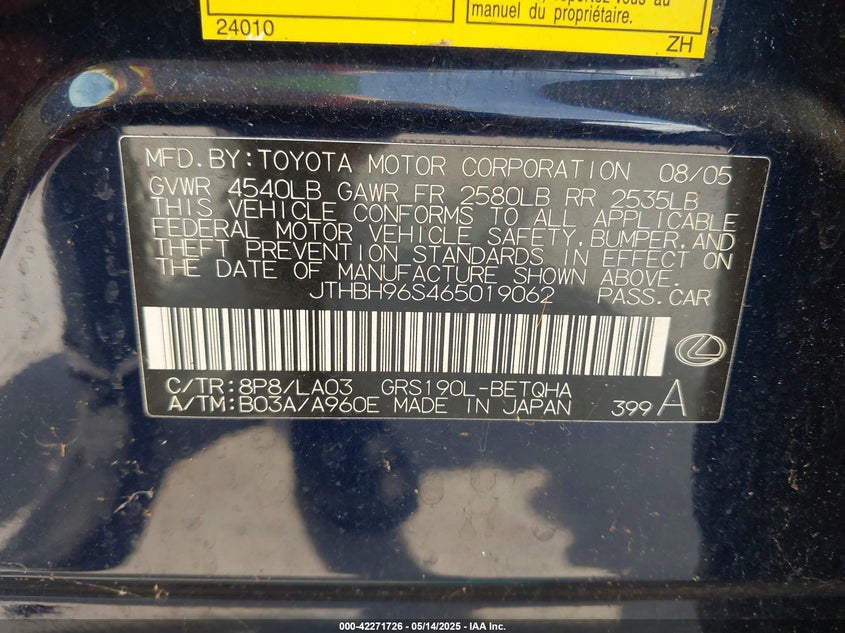 manuel du propriétaire.
24010 ZH
MFD. BY: TOYOTA MOTOR CORPORATION 08/05
GVWR 4540LB GAWR FR 2580LB RR 2535LB
THIS VEHICLE CONFORMS TO ALL APPLICABLE
FEDERAL MOTOR VEHICLE SAFETY, BUMPER, AND
THEFT PREVENTION STANDARDS IN EFFECT ON
THE DATE OF MANUFACTURE SHOWN ABOVE.
JTHBH96S465019062 PASS. CAR
C/TR: 8P8/LA03 GRS190L-BETQHA
A/TM: B03A/A960E MADE IN JAPAN 399 A
000-42271726 - 05/14/2025 - IAA Inc.